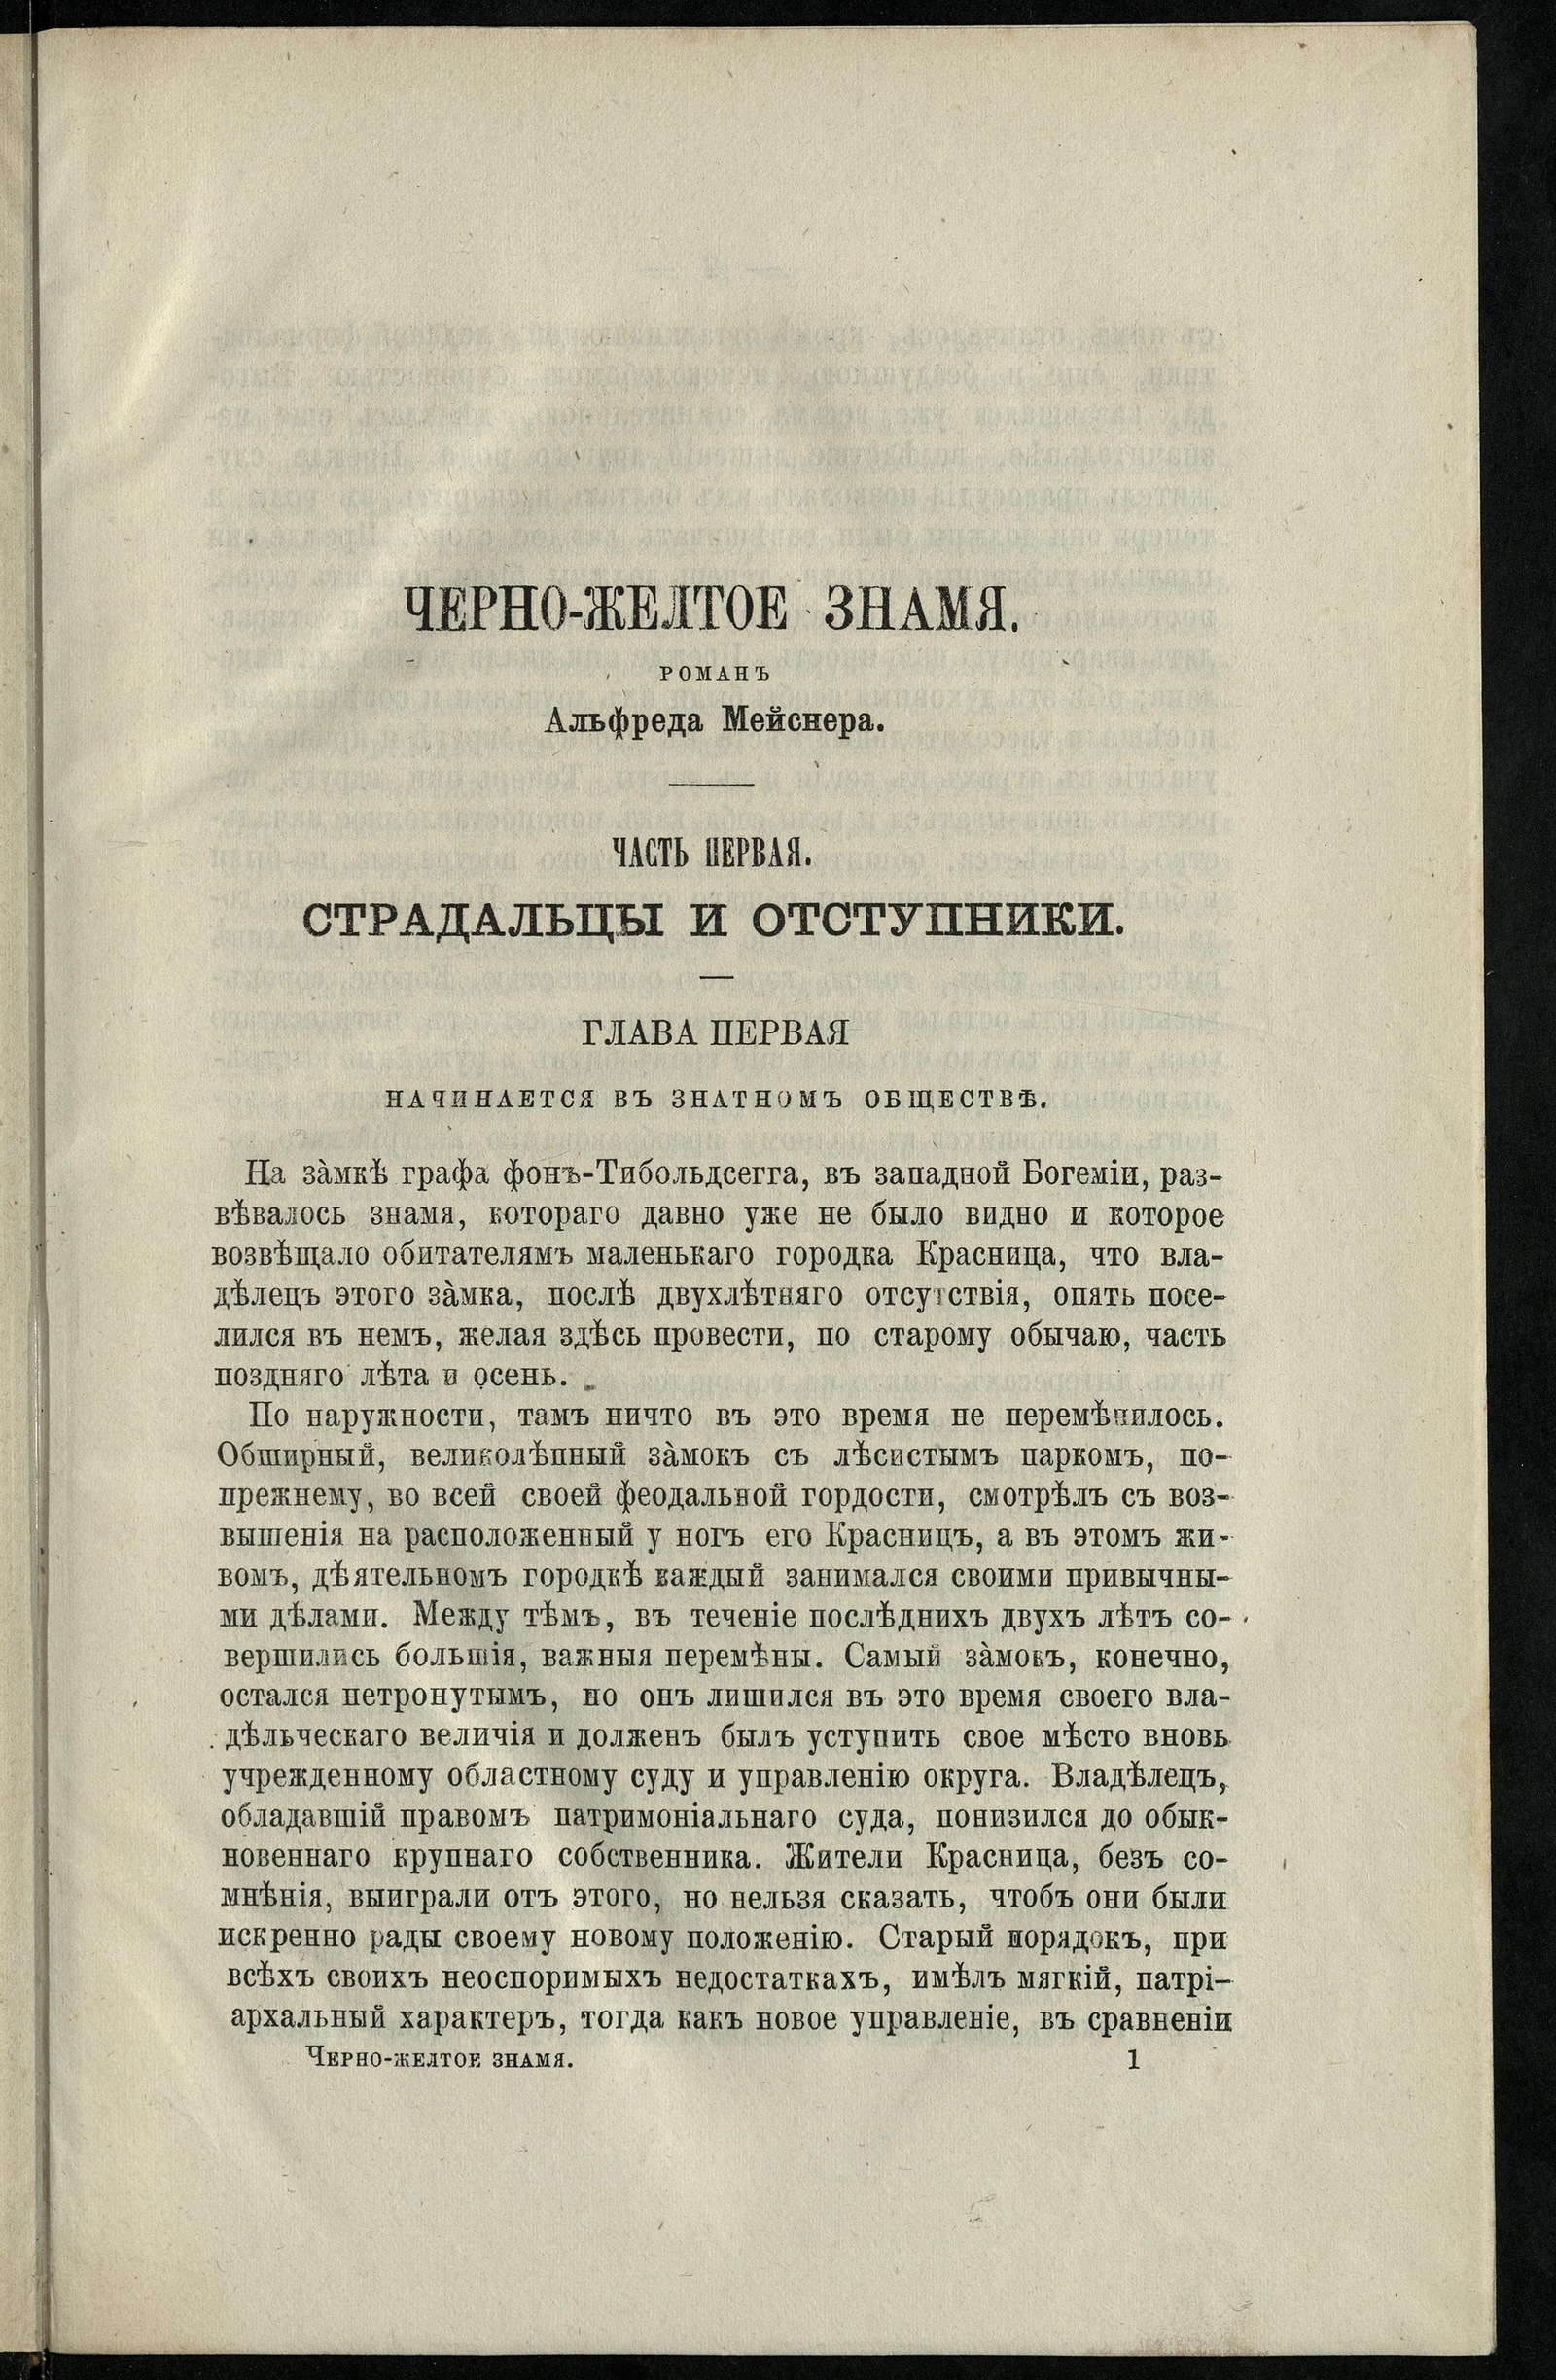 ЧЕРНО-ЖЕЛТОЕ ЗНАМЯ.
РОМАНЪ
Альфреда Мейснера.
ЧАСТЬ ПЕРВАЯ.
СТРАДАЛЬЦЫ И ОТСТУПНИКИ.
ГЛАВА ПЕРВАЯ
НАЧИНАЕТСЯ ВЪ ЗНАТНОМЪ ОБЩЕСТВѢ.
На за̀мкѣ графа фонъ-Тибольдсегга, въ западной Богеміи, раз-
вѣвалось знамя, котораго давно уже не было видно и которое
возвѣщало обитателямъ маленькаго городка Красница, что вла-
дѣлецъ этого за̀мка, послѣ двухлѣтняго отсутствія, опять посе-
лился въ немъ, желая здѣсь провести, по старому обычаю, часть
поздняго лѣта и осень.
По наружности, тамъ ничто въ это время не перемѣнилось.
Обширный, великолѣпный за̀мокъ съ лѣсистымъ паркомъ, по-
прежнему, во всей своей феодальной гордости, смотрѣлъ съ воз-
вышенія на расположенный у ногъ его Красницъ, а въ этомъ жи-
вомъ, дѣятельномъ городкѣ каждый занимался своими привычны-
ми дѣлами. Между тѣмъ, въ теченіе послѣднихъ двухъ лѣтъ со-
вершились большія, важныя перемѣны. Самый за̀мокъ, конечно,
остался нетронутымъ, но онъ лишился въ это время своего вла-
дѣльческаго величія и долженъ былъ уступить свое мѣсто вновь
учрежденному областному суду и управленію округа. Владѣлецъ,
обладавшій правомъ патримоніальнаго суда, понизился до обык-
новеннаго крупнаго собственника. Жители Красница, безъ со-
мнѣнія, выиграли отъ этого, но нельзя сказать, чтобъ они были
искренно рады своему новому положенію. Старый порядокъ, при
всѣхъ своихъ неоспоримыхъ недостаткахъ, имѣлъ мягкій, патрі-
архальный характеръ, тогда какъ новое управленіе, въ сравненіи
Черно-желтое знамя. 1